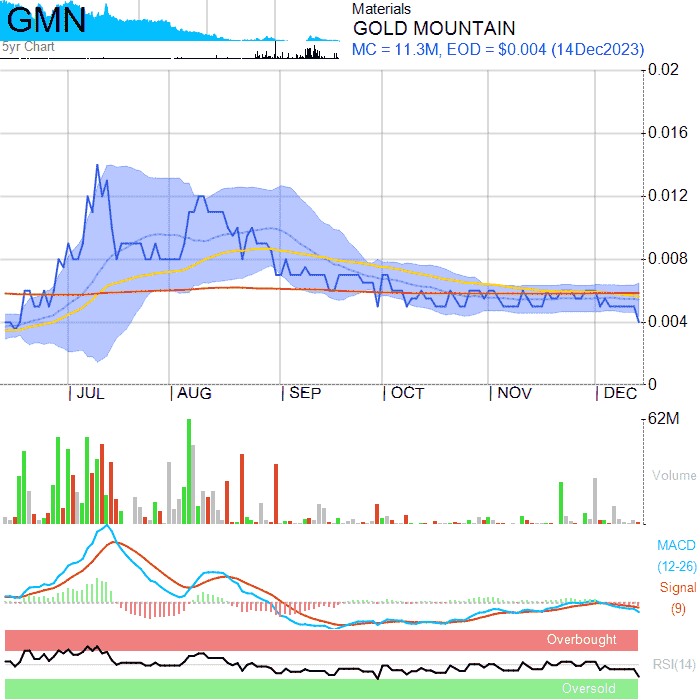 GMN
5yr Chart
Materials
GOLD MOUNTAIN
MC = 11.3M, EOD = $0.004 (14Dec2023)
0.02
0.016
0.012
0.008
0.004
0
JUL AUG SEP OCT NOV DEC
62M
Volume
MACD
(12-26)
Signal
(9)
Overbought
RSI(14)
Oversold